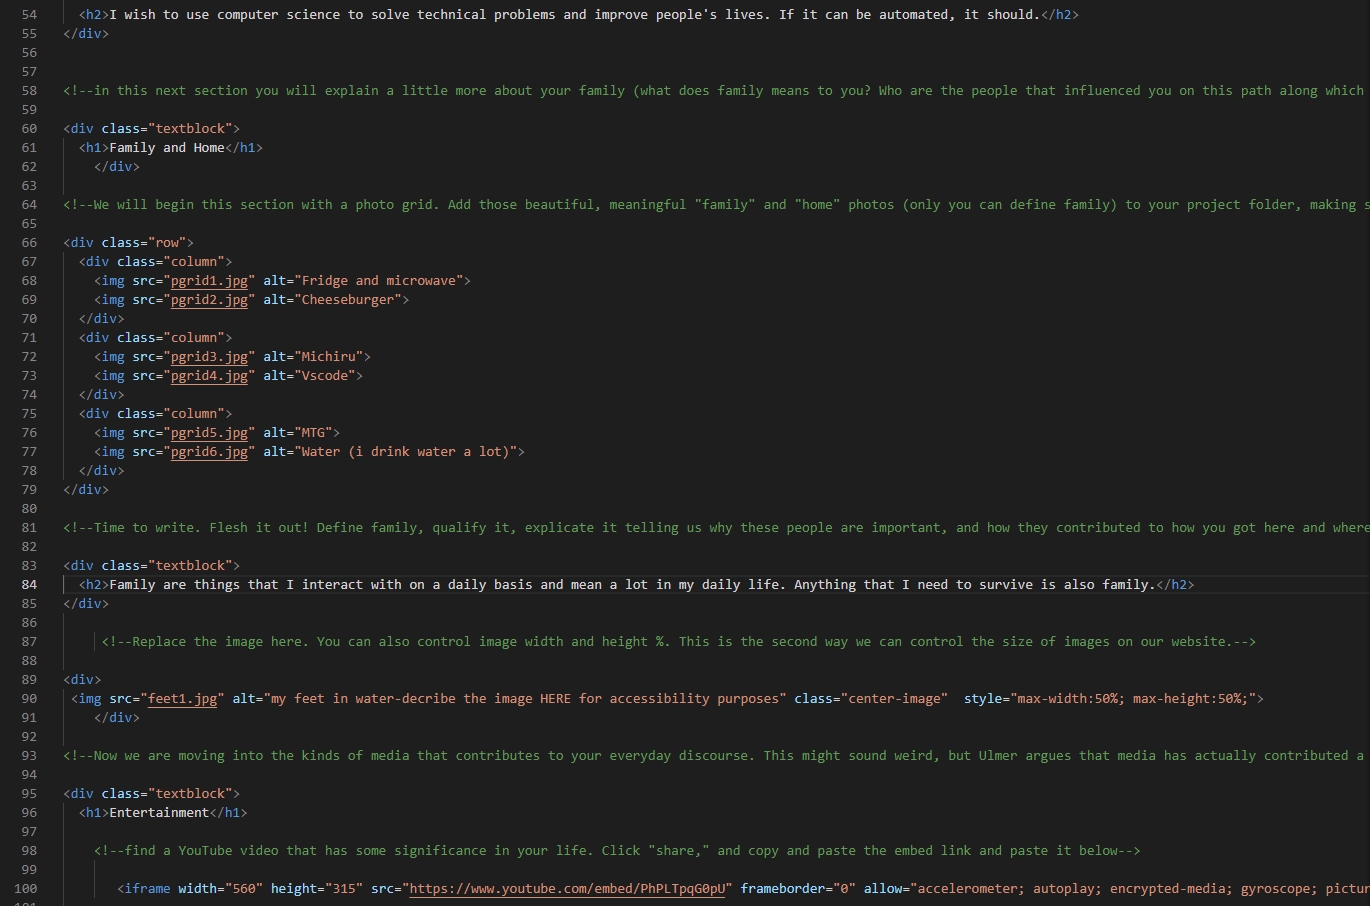 54 <h2>I wish to use computer science to solve technical problems and improve people's lives. If it can be automated, it should.</h2>
55 </div>
56
57
58 <!--in this next section you will explain a little more about your family (what does family means to you? Who are the people that influenced you on this path along which
59
60 <div class="textblock">
61 <h1>Family and Home</h1>
62 </div>
63
64 <!--We will begin this section with a photo grid. Add those beautiful, meaningful "family" and "home" photos (only you can define family) to your project folder, making s
65
66 <div class="row">
67 <div class="column">
68 <img src="pgrid1.jpg" alt="Fridge and microwave">
69 <img src="pgrid2.jpg" alt="Cheeseburger">
70 </div>
71 <div class="column">
72 <img src="pgrid3.jpg" alt="Michiru">
73 <img src="pgrid4.jpg" alt="Vscode">
74 </div>
75 <div class="column">
76 <img src="pgrid5.jpg" alt="MTG">
77 <img src="pgrid6.jpg" alt="Water (i drink water a lot)">
78 </div>
79 </div>
80
81 <!--Time to write. Flesh it out! Define family, qualify it, explicate it telling us why these people are important, and how they contributed to how you got here and where
82
83 <div class="textblock">
84 <h2>Family are things that I interact with on a daily basis and mean a lot in my daily life. Anything that I need to survive is also family.</h2>
85 </div>
86
87 <!--Replace the image here. You can also control image width and height %. This is the second way we can control the size of images on our website.-->
88
89 <div>
90 <img src="feet1.jpg" alt="my feet in water-decribe the image HERE for accessibility purposes" class="center-image"  style="max-width:50%; max-height:50%;">
91 </div>
92
93 <!--Now we are moving into the kinds of media that contributes to your everyday discourse. This might sound weird, but Ulmer argues that media has actually contributed a
94
95 <div class="textblock">
96 <h1>Entertainment</h1>
97
98 <!--find a YouTube video that has some significance in your life. Click "share," and copy and paste the embed link and paste it below-->
99
100 <iframe width="560" height="315" src="https://www.youtube.com/embed/PhPLTpqG0pU" frameborder="0" allow="accelerometer; autoplay; encrypted-media; gyroscope; pictur